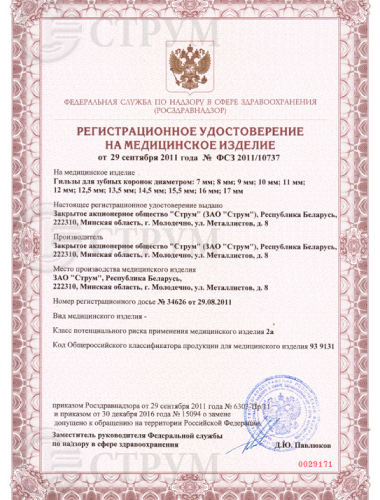 СТРУМ
ФЕДЕРАЛЬНАЯ СЛУЖБА ПО НАДЗОРУ В СФЕРЕ ЗДРАВООХРАНЕНИЯ
(РОСЗДРАВНАДЗОР)
РЕГИСТРАЦИОННОЕ УДОСТОВЕРЕНИЕ
НА МЕДИЦИНСКОЕ ИЗДЕЛИЕ
от 29 сентября 2011 года № ФСЗ 2011/10737
На медицинское изделие
Гильзы для зубных коронок диаметром: 7 мм; 8 мм; 9 мм; 10 мм; 11 мм;
12 мм; 12,5 мм; 13,5 мм; 14,5 мм; 15,5 мм; 16 мм; 17 мм
Настоящее регистрационное удостоверение выдано
Закрытое акционерное общество "Струм" (ЗАО "Струм"), Республика Беларусь,
222310, Минская область, г. Молодечно, ул. Металлистов, д. 8
Производитель
Закрытое акционерное общество "Струм" (ЗАО "Струм"), Республика Беларусь,
222310, Минская область, г. Молодечно, ул. Металлистов, д. 8
Место производства медицинского изделия
ЗАО "Струм", Республика Беларусь,
222310, Минская область, г. Молодечно, ул. Металлистов, д. 8
Номер регистрационного досье № 34626 от 29.08.2011
Вид медицинского изделия -
Класс потенциального риска применения медицинского изделия 2а
Код Общероссийского классификатора продукции для медицинского изделия 93 9131
приказом Росздравнадзора от 29 сентября 2011 года № 6307-Пр/11
и приказом от 30 декабря 2016 № 15094 о замене
допущено к обращению на территории Российской Федерации.
Заместитель руководителя Федеральной службы
по надзору в сфере здравоохранения
Д.Ю. Павлюков
0029171
СТРУМ